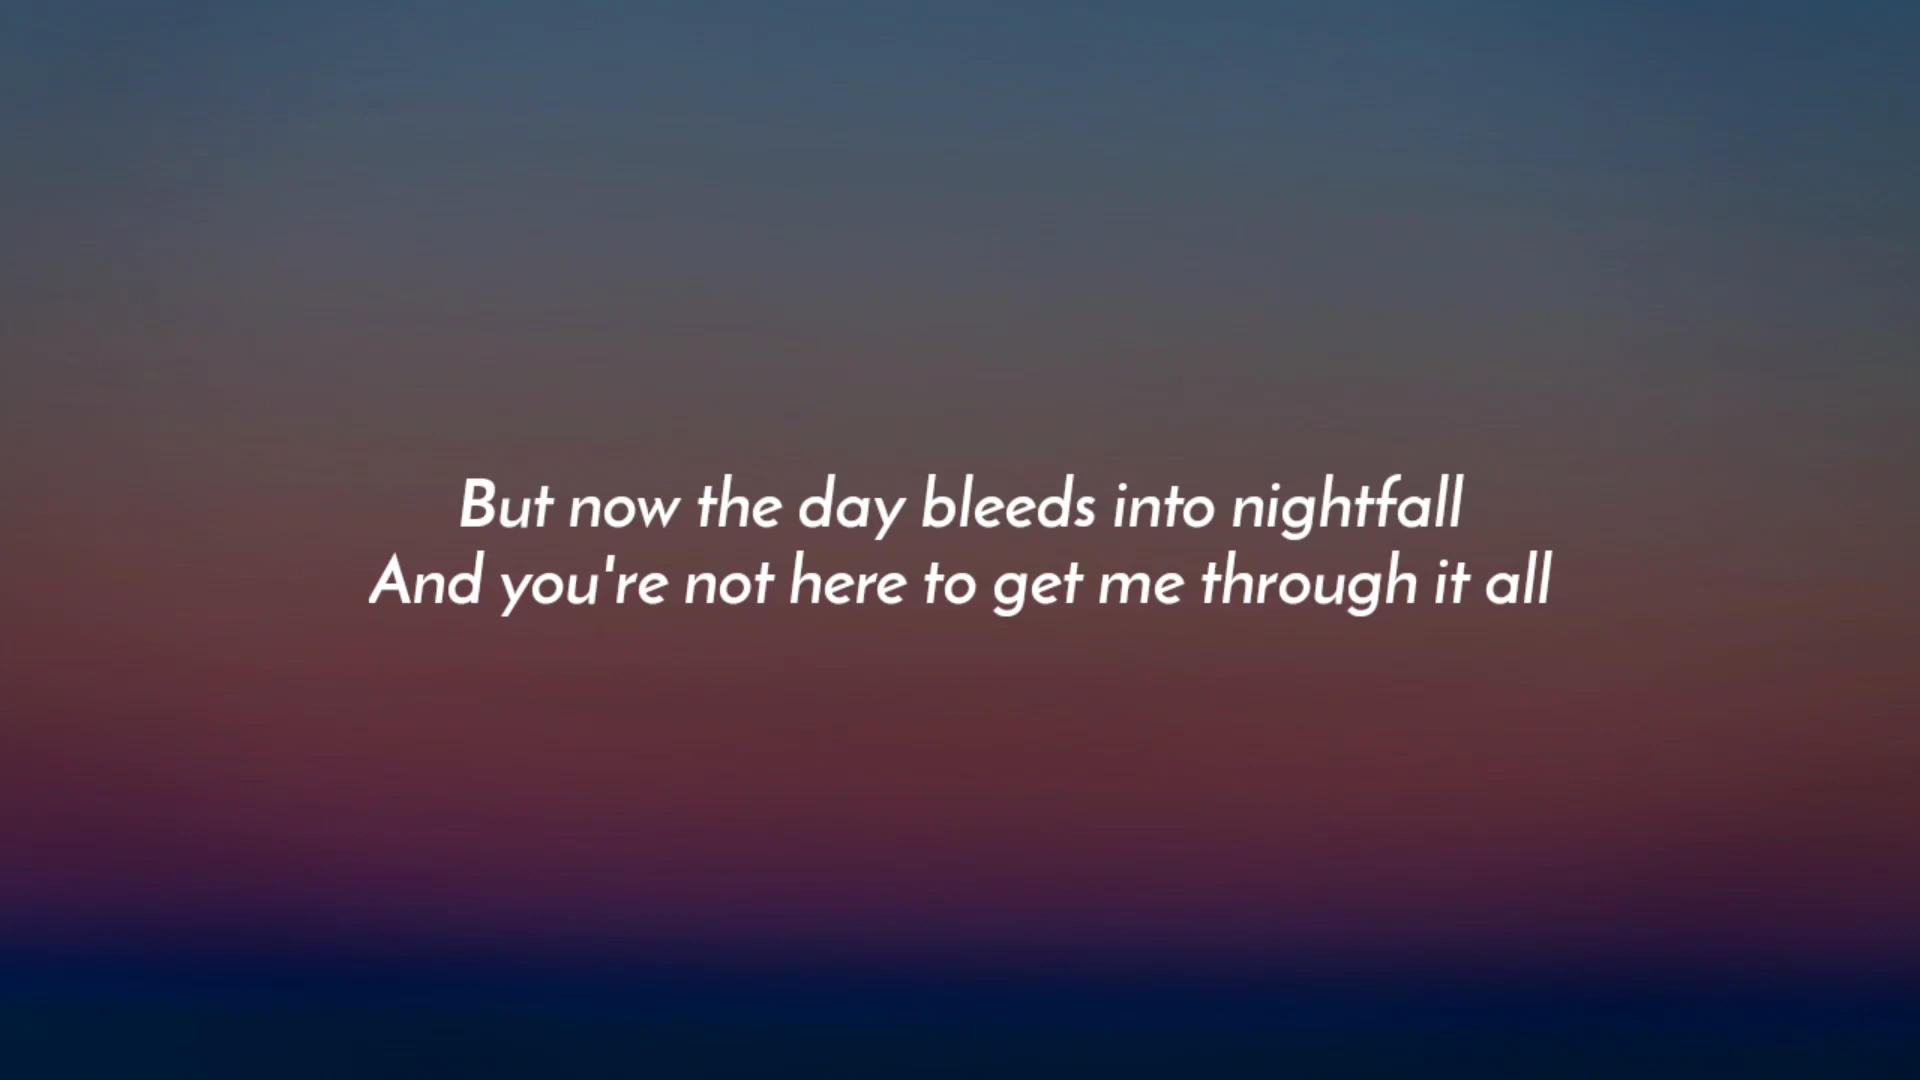 But now the day bleeds into nightfall
And you're not here to get me through it all